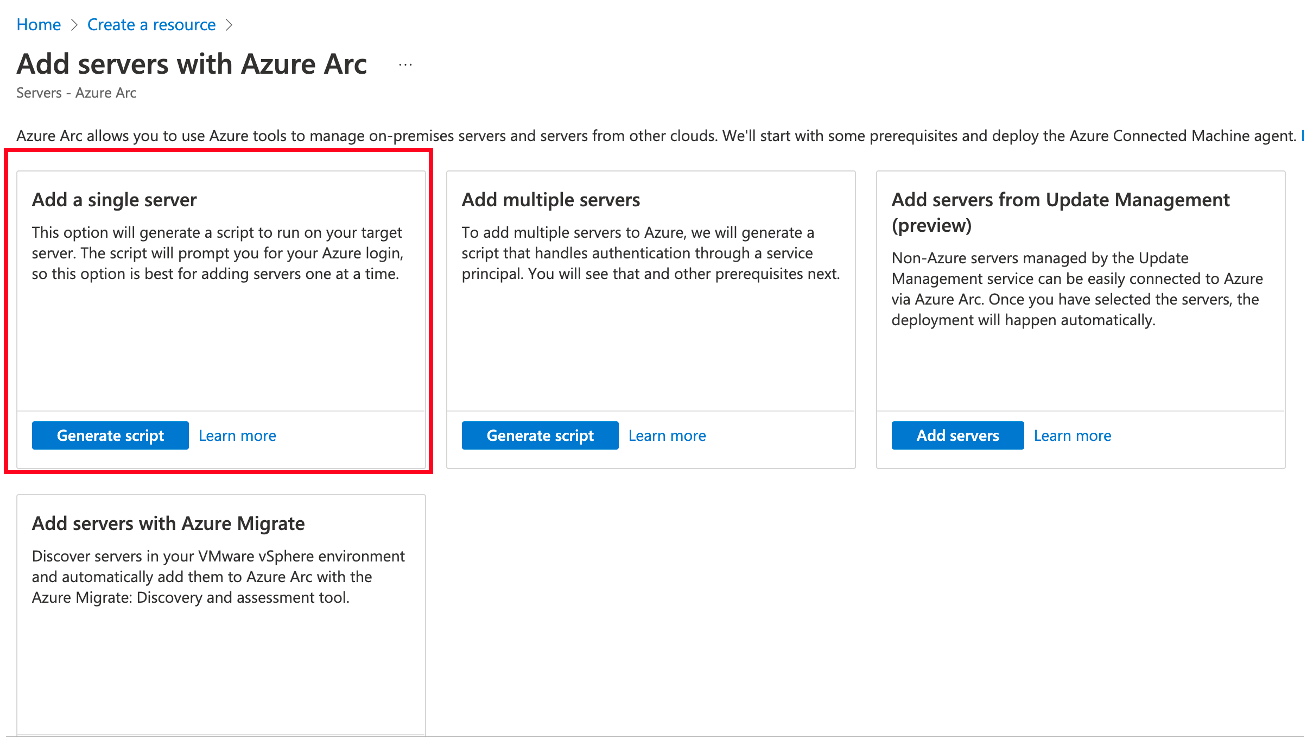 Home > Create a resource >
Add servers with Azure Arc ...
Servers - Azure Arc
Azure Arc allows you to use Azure tools to manage on-premises servers and servers from other clouds. We'll start with some prerequisites and deploy the Azure Connected Machine agent.
Add a single server
This option will generate a script to run on your target
server. The script will prompt you for your Azure login,
so this option is best for adding servers one at a time.
Generate script Learn more
Add multiple servers
To add multiple servers to Azure, we will generate a
script that handles authentication through a service
principal. You will see that and other prerequisites next.
Generate script Learn more
Add servers from Update Management
(preview)
Non-Azure servers managed by the Update
Management service can be easily connected to Azure
via Azure Arc. Once you have selected the servers, the
deployment will happen automatically.
Add servers Learn more
Add servers with Azure Migrate
Discover servers in your VMware vSphere environment
and automatically add them to Azure Arc with the
Azure Migrate: Discovery and assessment tool.